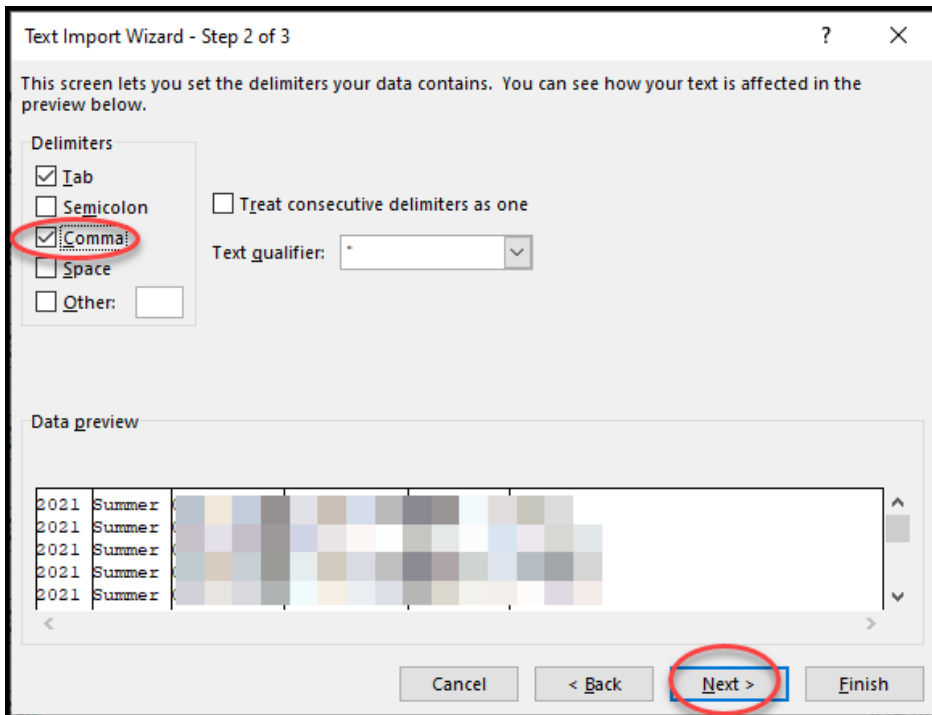 Text Import Wizard - Step 2 of 3
?
This screen lets you set the delimiters your data contains.  You can see how your text is affected in the
preview below.
Delimiters
Tab
Semicolon
Treat consecutive delimiters as one
Comma
Text qualifier: "
Space
Other:
Data preview
2021 Summer
2021 Summer
2021 Summer
2021 Summer
2021 Summer
Cancel < Back Next > Finish